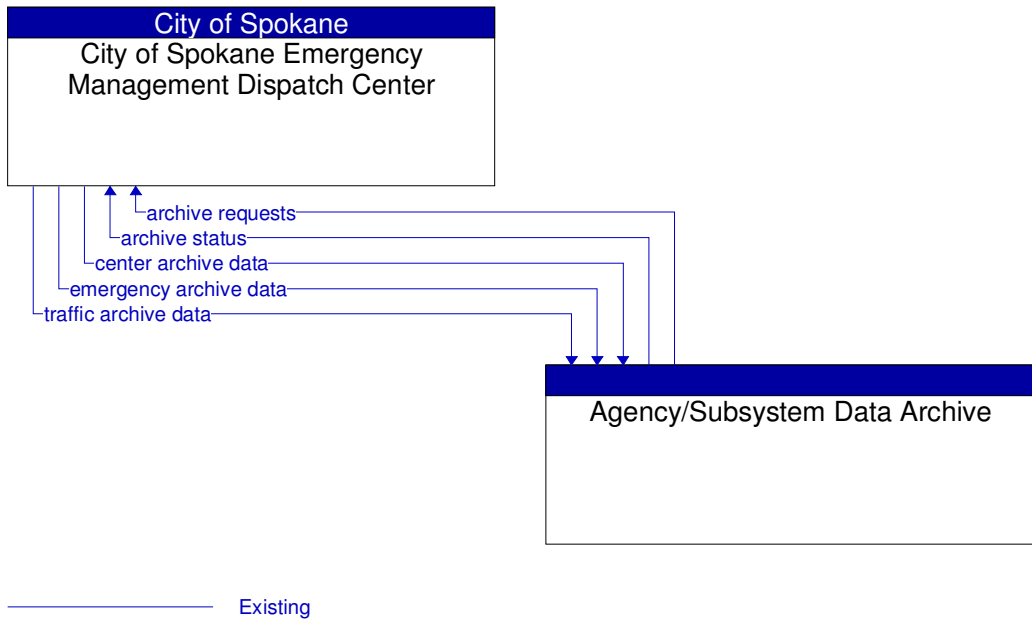 City of Spokane
City of Spokane Emergency
Management Dispatch Center
archive requests
archive status
center archive data
emergency archive data
traffic archive data
Agency/Subsystem Data Archive
Existing